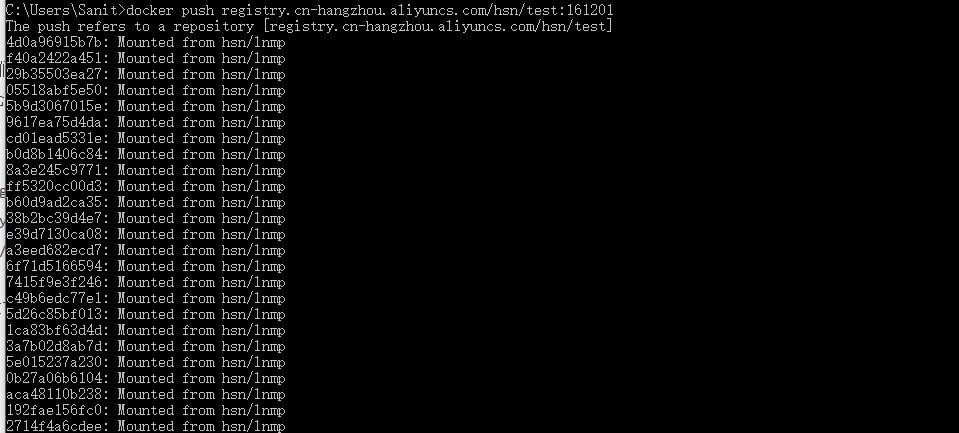 C:\Users\Sanit>docker push registry.cn-hangzhou.aliyuncs.com/hsn/test:161201
The push refers to a repository [registry.cn-hangzhou.aliyuncs.com/hsn/test]
4d0a96915b7b: Mounted from hsn/lnmp
f40a2422a451: Mounted from hsn/lnmp
29b35503ea27: Mounted from hsn/lnmp
05518abf5e50: Mounted from hsn/lnmp
5b9d3067015e: Mounted from hsn/lnmp
9617ea75d4da: Mounted from hsn/lnmp
cd01ead5331e: Mounted from hsn/lnmp
b0d8b1406c84: Mounted from hsn/lnmp
8a3e245c9771: Mounted from hsn/lnmp
ff5320cc00d3: Mounted from hsn/lnmp
b60d9ad2ca35: Mounted from hsn/lnmp
38b2bc39d4e7: Mounted from hsn/lnmp
e39d7130ca08: Mounted from hsn/lnmp
a3eed682ecd7: Mounted from hsn/lnmp
6f71d5166594: Mounted from hsn/lnmp
7415f9e3f246: Mounted from hsn/lnmp
c49b6edc77e1: Mounted from hsn/lnmp
5d26c85bf013: Mounted from hsn/lnmp
1ca83bf63d4d: Mounted from hsn/lnmp
3a7b02d8ab7d: Mounted from hsn/lnmp
5e015237a230: Mounted from hsn/lnmp
0b27a06b6104: Mounted from hsn/lnmp
aca48110b238: Mounted from hsn/lnmp
192fae156fc0: Mounted from hsn/lnmp
2714f4a6cdee: Mounted from hsn/lnmp